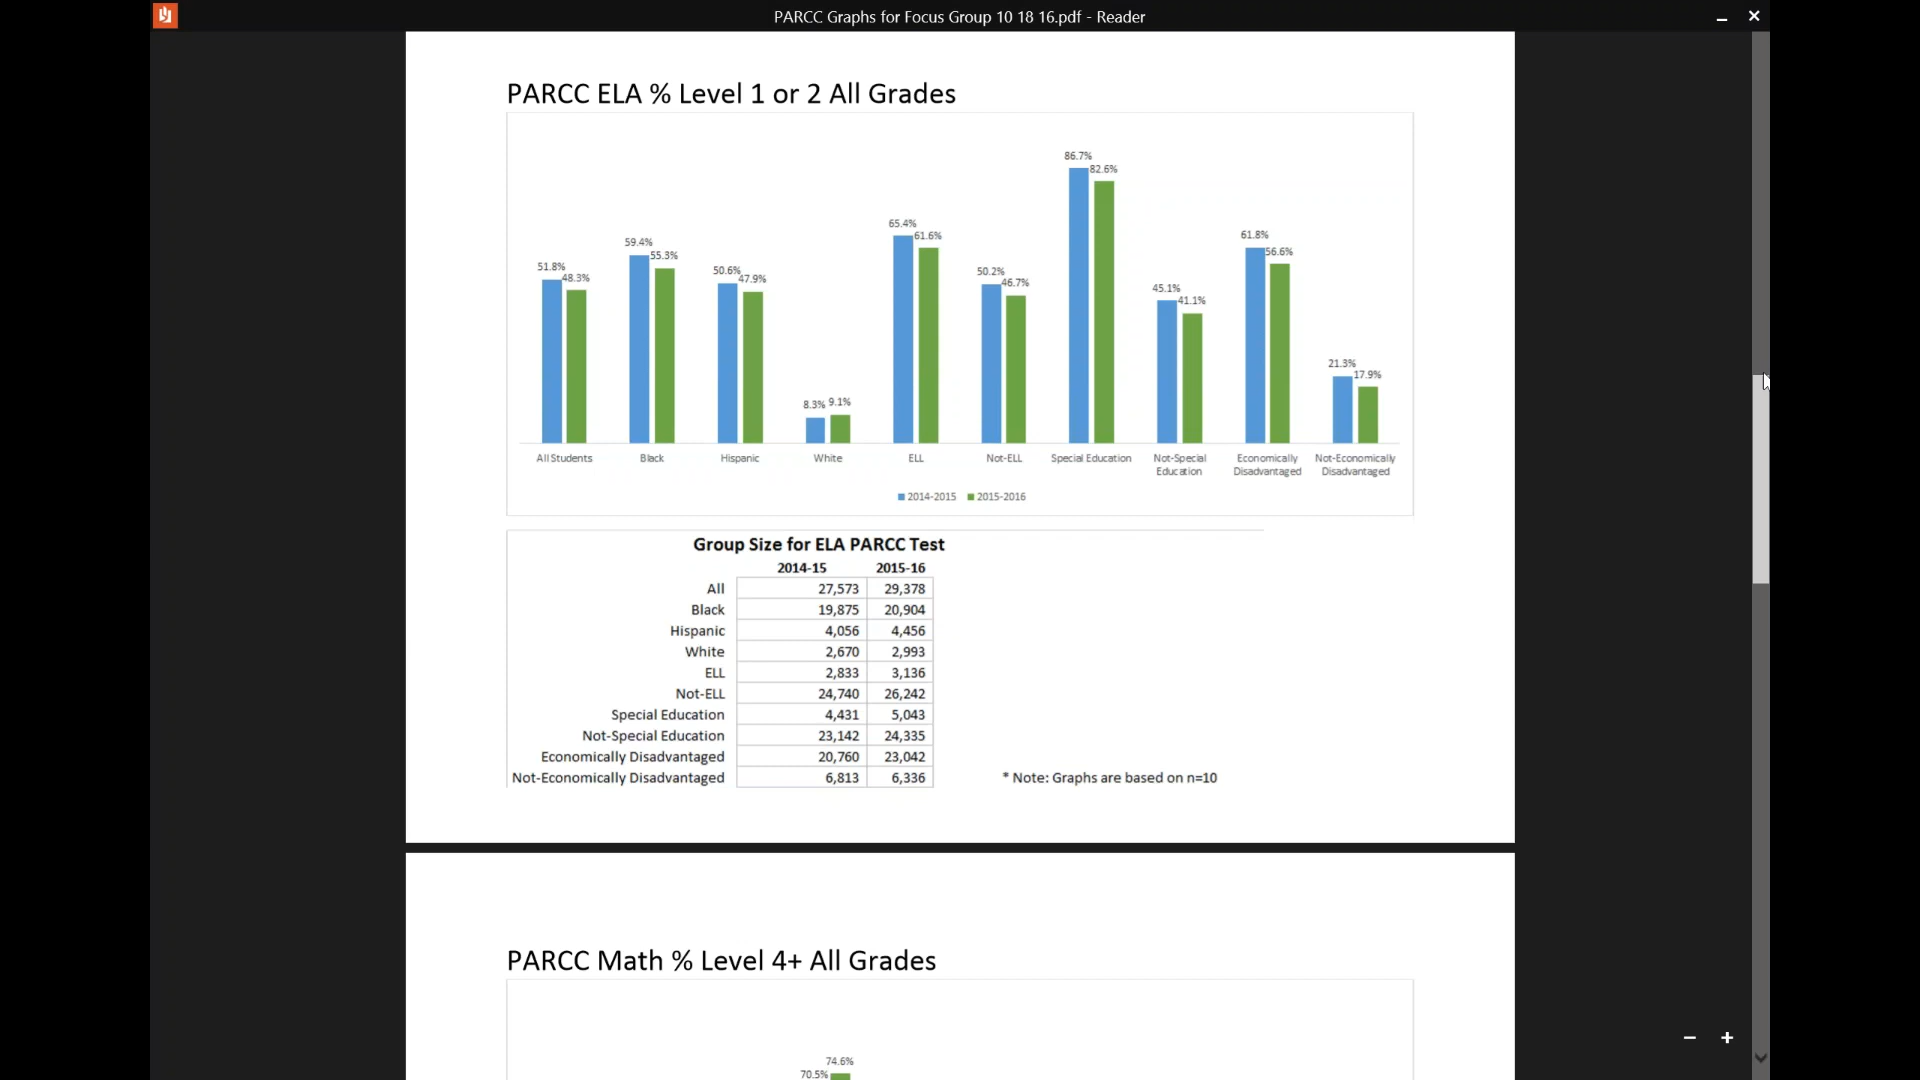 PARCC Graphs for Focus Group 10 18 16.pdf - Reader
PARCC ELA % Level 1 or 2 All Grades
51.8% 48.3% 59.4% 55.3% 50.6% 47.9% 8.3% 9.1% 65.4% 61.6% 50.2% 46.7% 86.7% 82.6% 45.1% 41.1% 61.8% 56.6% 21.3% 17.9%
All Students Black Hispanic White ELL Not-ELL Special Education Not-Special Education Economically Disadvantaged Not-Economically Disadvantaged
2014-2015 2015-2016
Group Size for ELA PARCC Test
2014-15 2015-16
All 27,573 29,378
Black 19,875 20,904
Hispanic 4,056 4,456
White 2,670 2,993
ELL 2,833 3,136
Not-ELL 24,740 26,242
Special Education 4,431 5,043
Not-Special Education 23,142 24,335
Economically Disadvantaged 20,760 23,042
Not-Economically Disadvantaged 6,813 6,336 * Note: Graphs are based on n=10
PARCC Math % Level 4+ All Grades
74.6%
70.5%